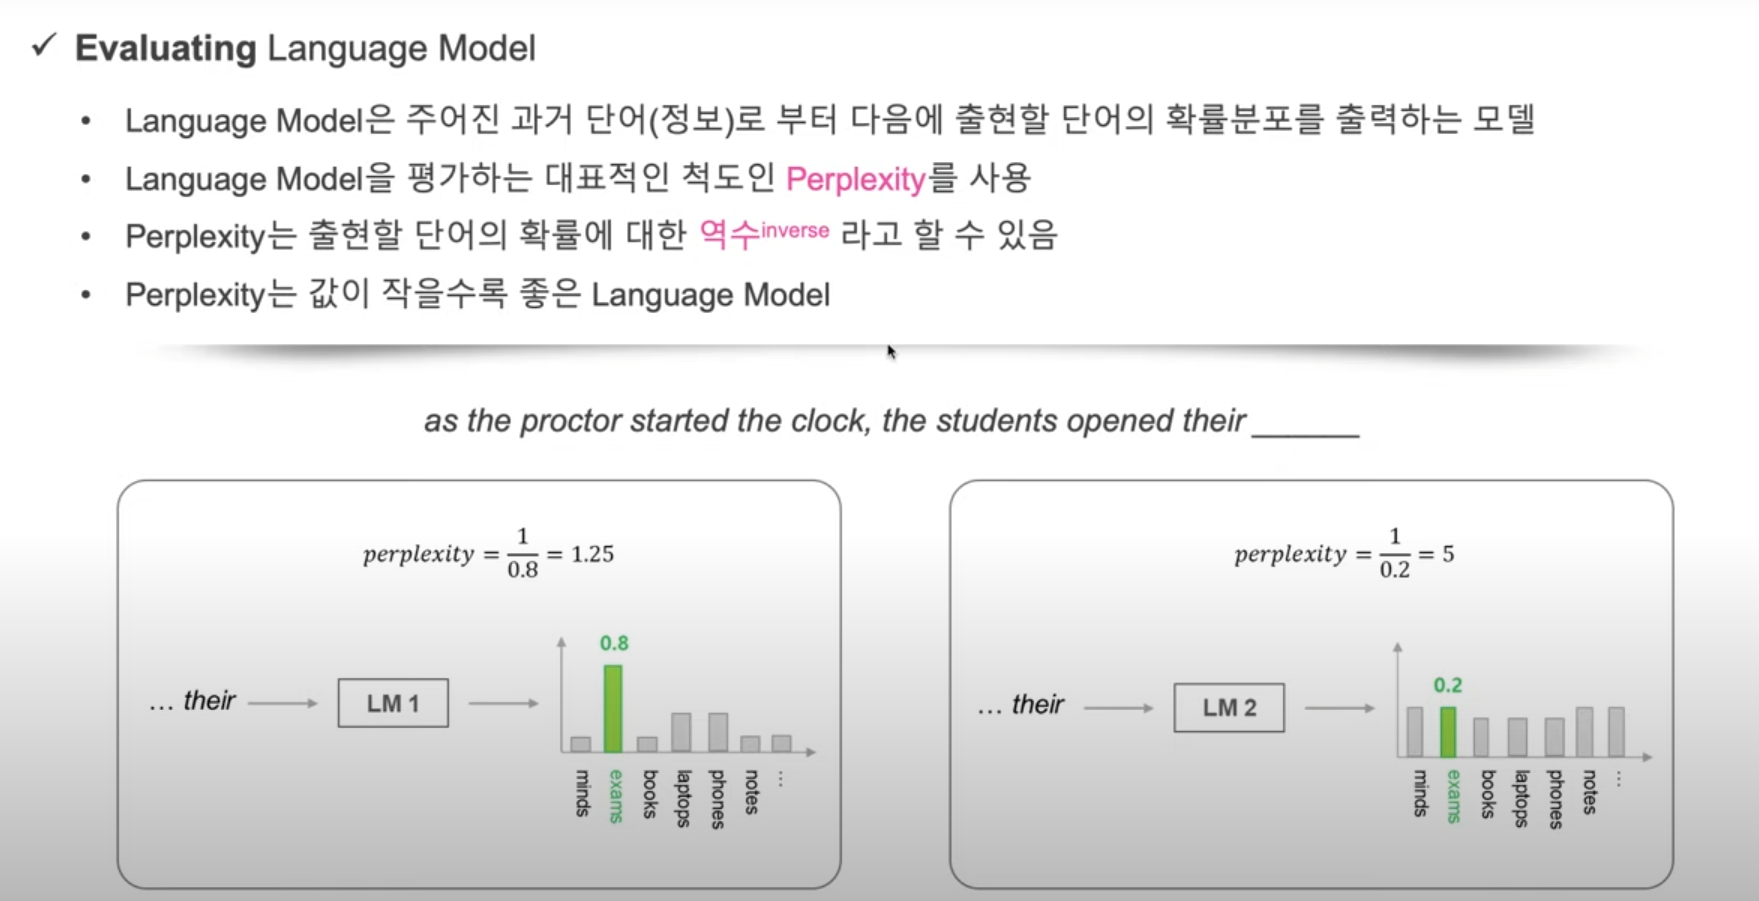 ✓ Evaluating Language Model
• Language Model은 주어진 과거 단어(정보)로 부터 다음에 출현할 단어의 확률분포를 출력하는 모델
• Language Model을 평가하는 대표적인 척도인 Perplexity를 사용
• Perplexity는 출현할 단어의 확률에 대한 역수inverse 라고 할 수 있음
• Perplexity는 값이 작을수록 좋은 Language Model
as the proctor started the clock, the students opened their ______
perplexity = 1/0.8 = 1.25
0.8
... their
LM 1
minds
exams
books
laptops
phones
notes
...
perplexity = 1/0.2 = 5
0.2
... their
LM 2
minds
exams
books
laptops
phones
notes
...